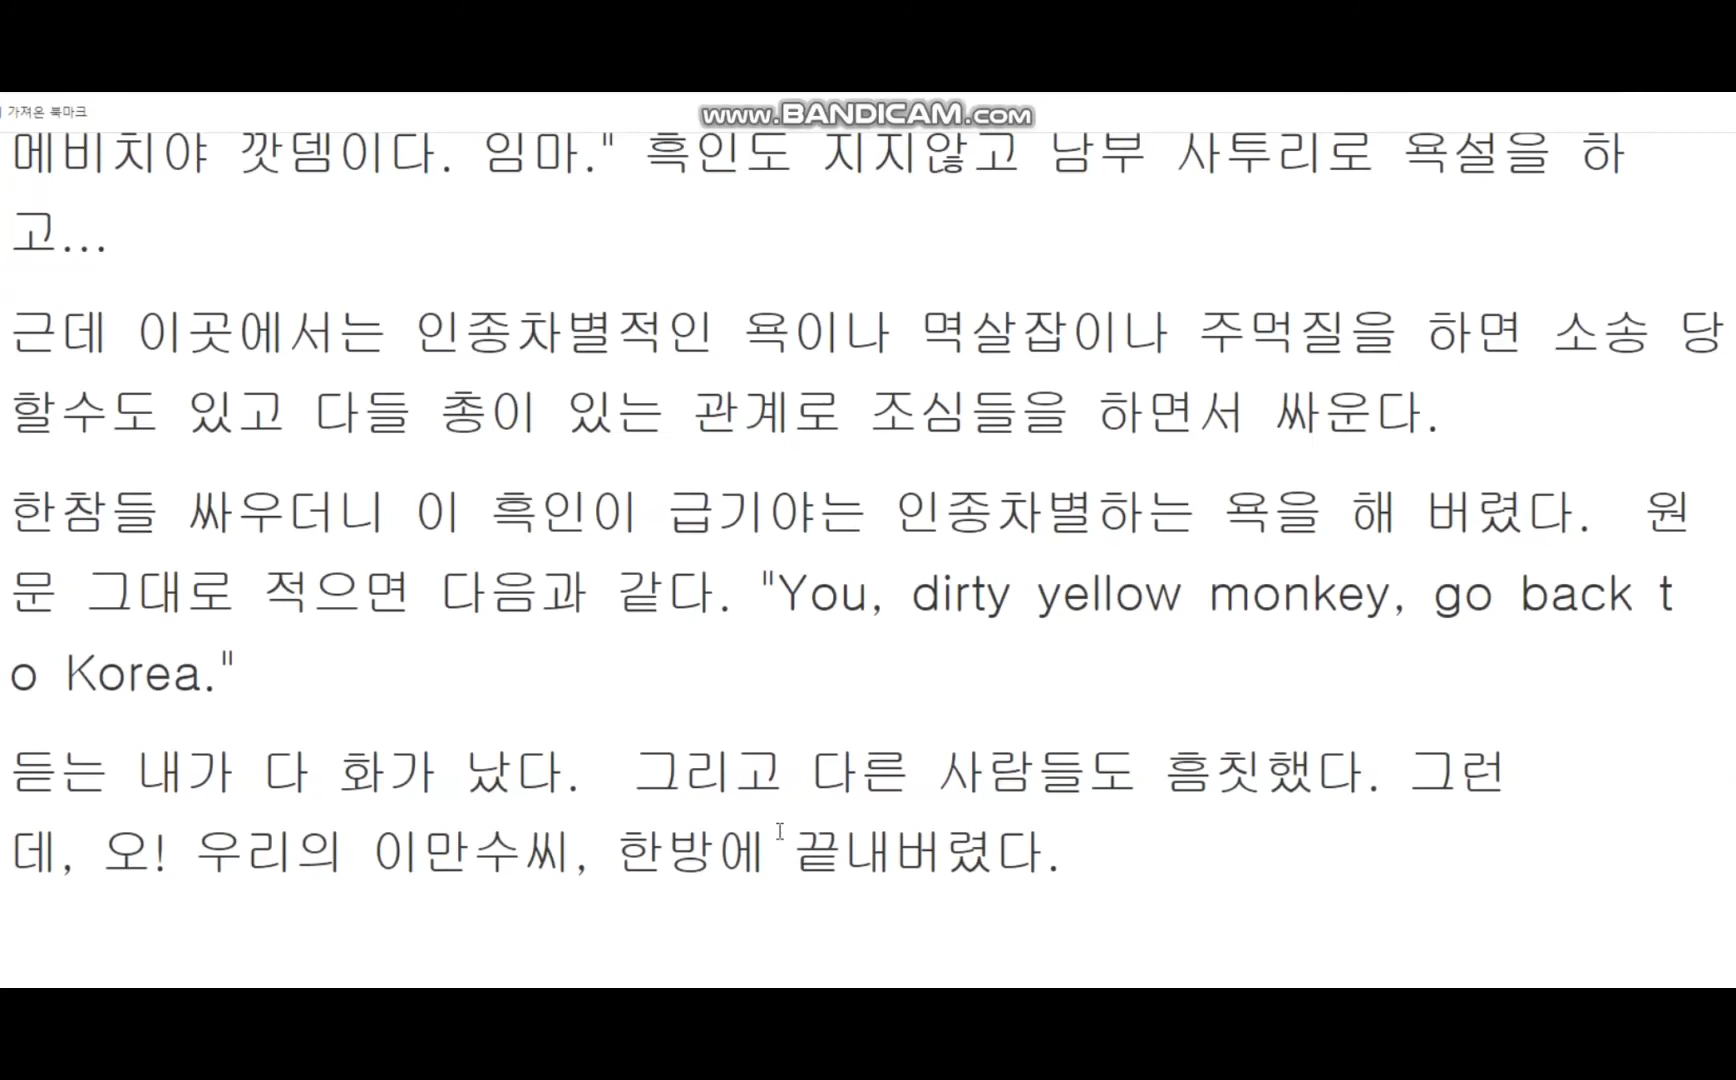 가져온 북마크
www.BANDICAM.com
메비치야 깟뎀이다. 임마." 흑인도 지지않고 남부 사투리로 욕설을 하
고...
근데 이곳에서는 인종차별적인 욕이나 멱살잡이나 주먹질을 하면 소송 당
할수도 있고 다들 총이 있는 관계로 조심들을 하면서 싸운다.
한참들 싸우더니 이 흑인이 급기야는 인종차별하는 욕을 해 버렸다. 원
문 그대로 적으면 다음과 같다. "You, dirty yellow monkey, go back t
o Korea."
듣는 내가 다 화가 났다. 그리고 다른 사람들도 흠칫했다. 그런
데, 오! 우리의 이만수씨, 한방에 끝내버렸다.